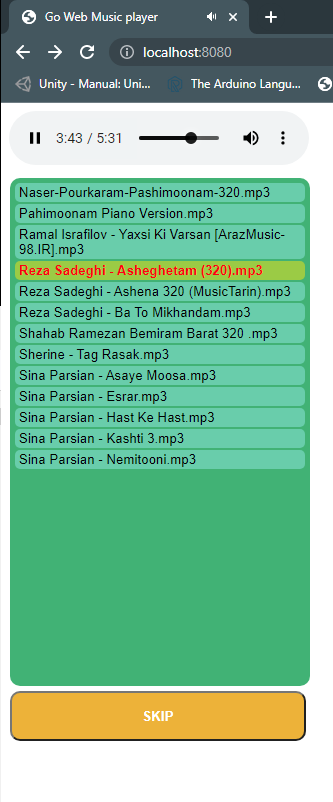 Go Web Music player
localhost:8080
Unity - Manual: Uni...
The Arduino Langu...
3:43 / 5:31
Naser-Pourkaram-Pashimoonam-320.mp3
Pahimoonam Piano Version.mp3
Ramal Israfilov - Yaxsi Ki Varsan [ArazMusic-
98.IR].mp3
Reza Sadeghi - Asheghetam (320).mp3
Reza Sadeghi - Ashena 320 (MusicTarin).mp3
Reza Sadeghi - Ba To Mikhandam.mp3
Shahab Ramezan Bemiram Barat 320 .mp3
Sherine - Tag Rasak.mp3
Sina Parsian - Asaye Moosa.mp3
Sina Parsian - Esrar.mp3
Sina Parsian - Hast Ke Hast.mp3
Sina Parsian - Kashti 3.mp3
Sina Parsian - Nemitooni.mp3
SKIP